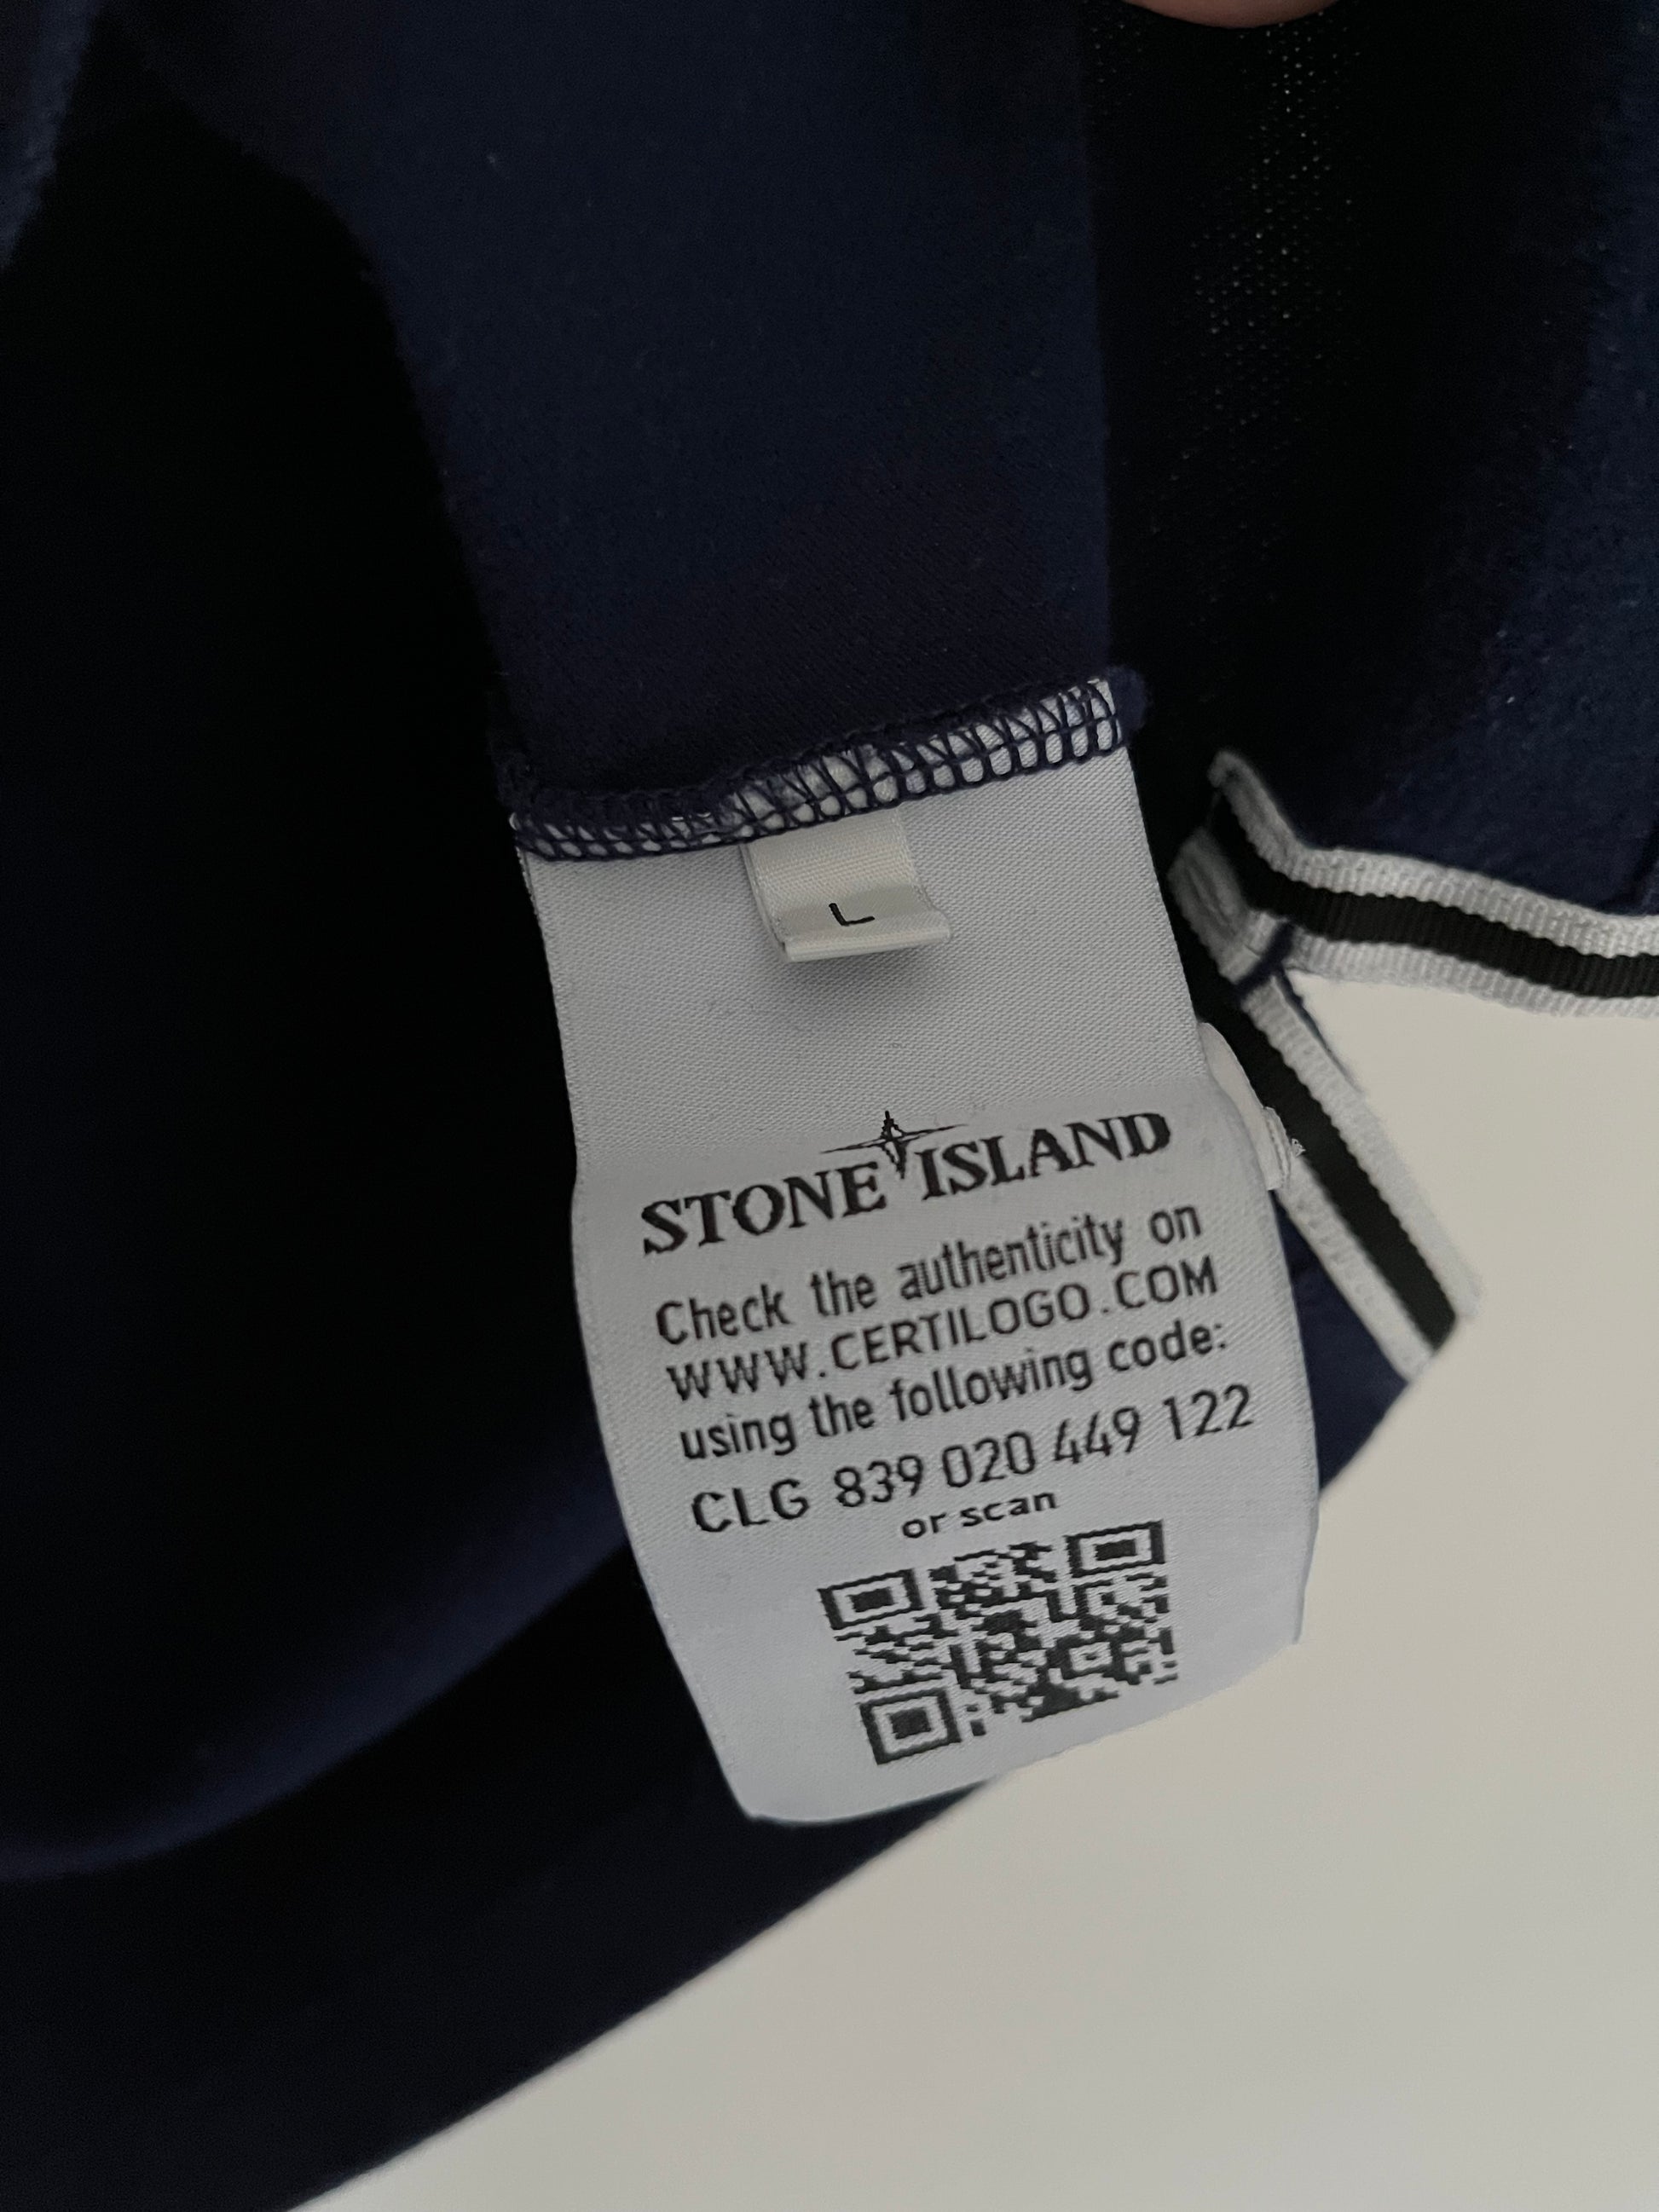 L
STONE ISLAND
Check the authenticity on
WWW.CERTILOGO.COM
using the following code:
CLG 839 020 449 122
or scan